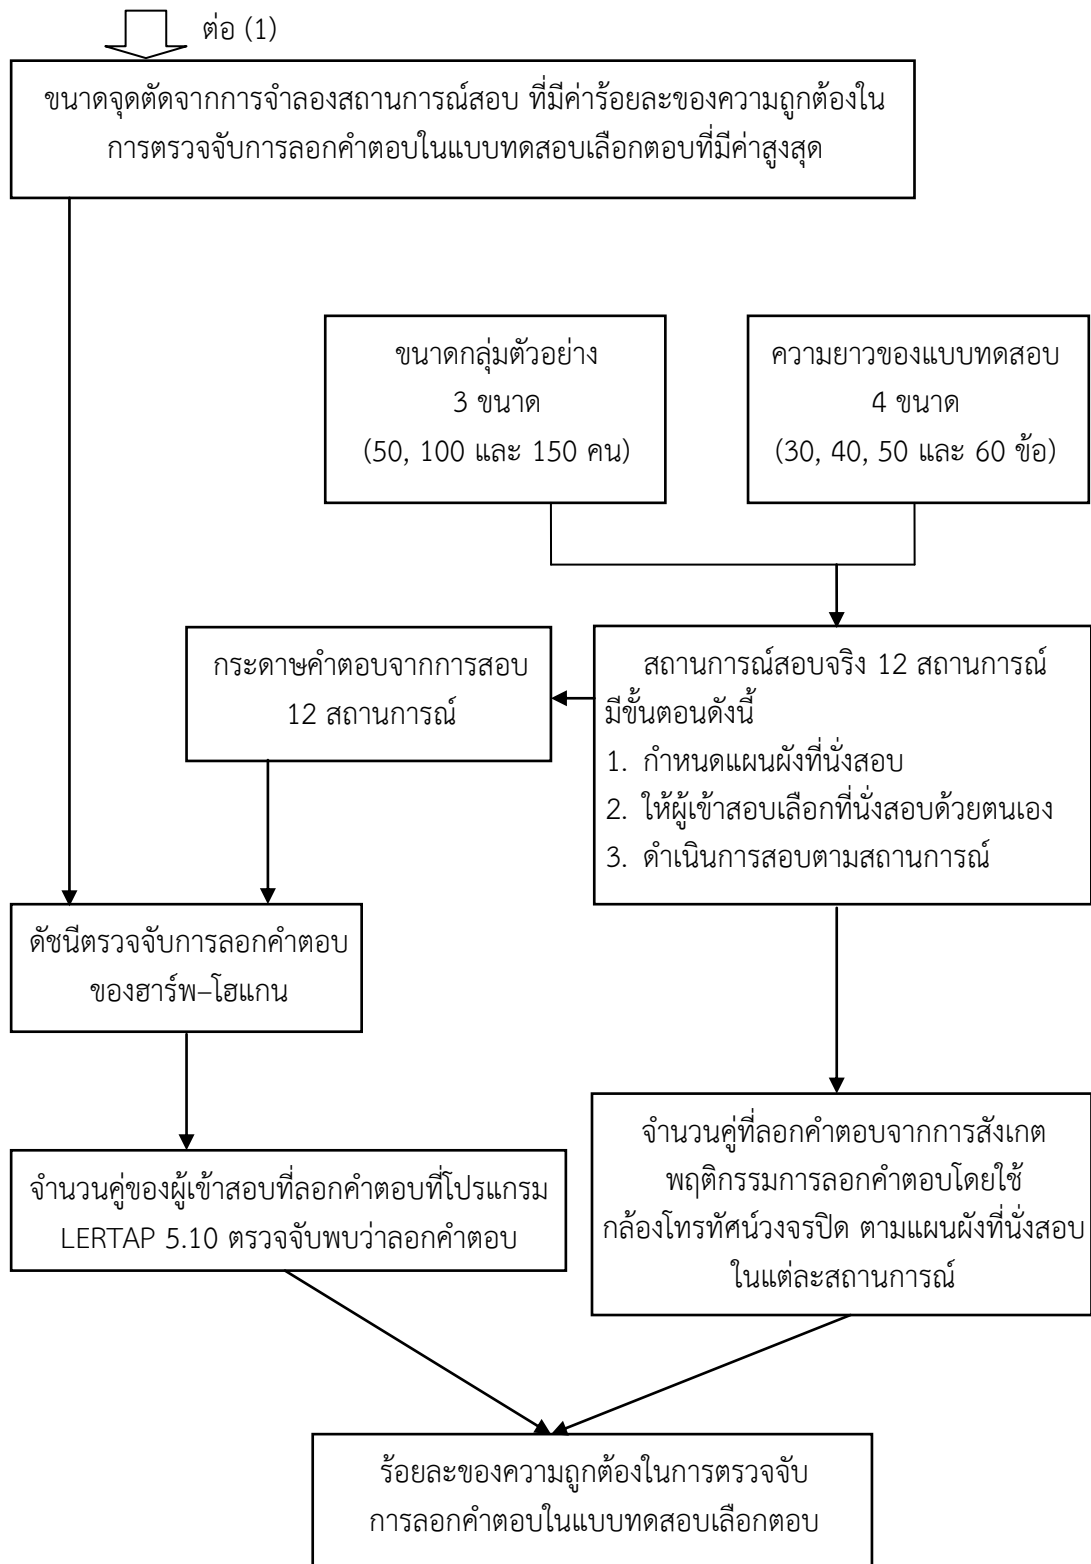 ต่อ (1)
ขนาดจุดตัดจากการจำลองสถานการณ์สอบ ที่มีค่าร้อยละของความถูกต้องใน
การตรวจจับการลอกคำตอบในแบบทดสอบเลือกตอบที่มีค่าสูงสุด
ขนาดกลุ่มตัวอย่าง
3 ขนาด
(50, 100 และ 150 คน)
ความยาวของแบบทดสอบ
4 ขนาด
(30, 40, 50 และ 60 ข้อ)
กระดาษคำตอบจากการสอบ
12 สถานการณ์
สถานการณ์สอบจริง 12 สถานการณ์
มีขั้นตอนดังนี้
1. กำหนดแผนผังที่นั่งสอบ
2. ให้ผู้เข้าสอบเลือกที่นั่งสอบด้วยตนเอง
3. ดำเนินการสอบตามสถานการณ์
ดัชนีตรวจจับการลอกคำตอบ
ของฮาร์พ–โฮแกน
จำนวนคู่ที่ลอกคำตอบจากการสังเกต
พฤติกรรมการลอกคำตอบโดยใช้
กล้องโทรทัศน์วงจรปิด ตามแผนผังที่นั่งสอบ
ในแต่ละสถานการณ์
จำนวนคู่ของผู้เข้าสอบที่ลอกคำตอบที่โปรแกรม
LERTAP 5.10 ตรวจจับพบว่าลอกคำตอบ
ร้อยละของความถูกต้องในการตรวจจับ
การลอกคำตอบในแบบทดสอบเลือกตอบ